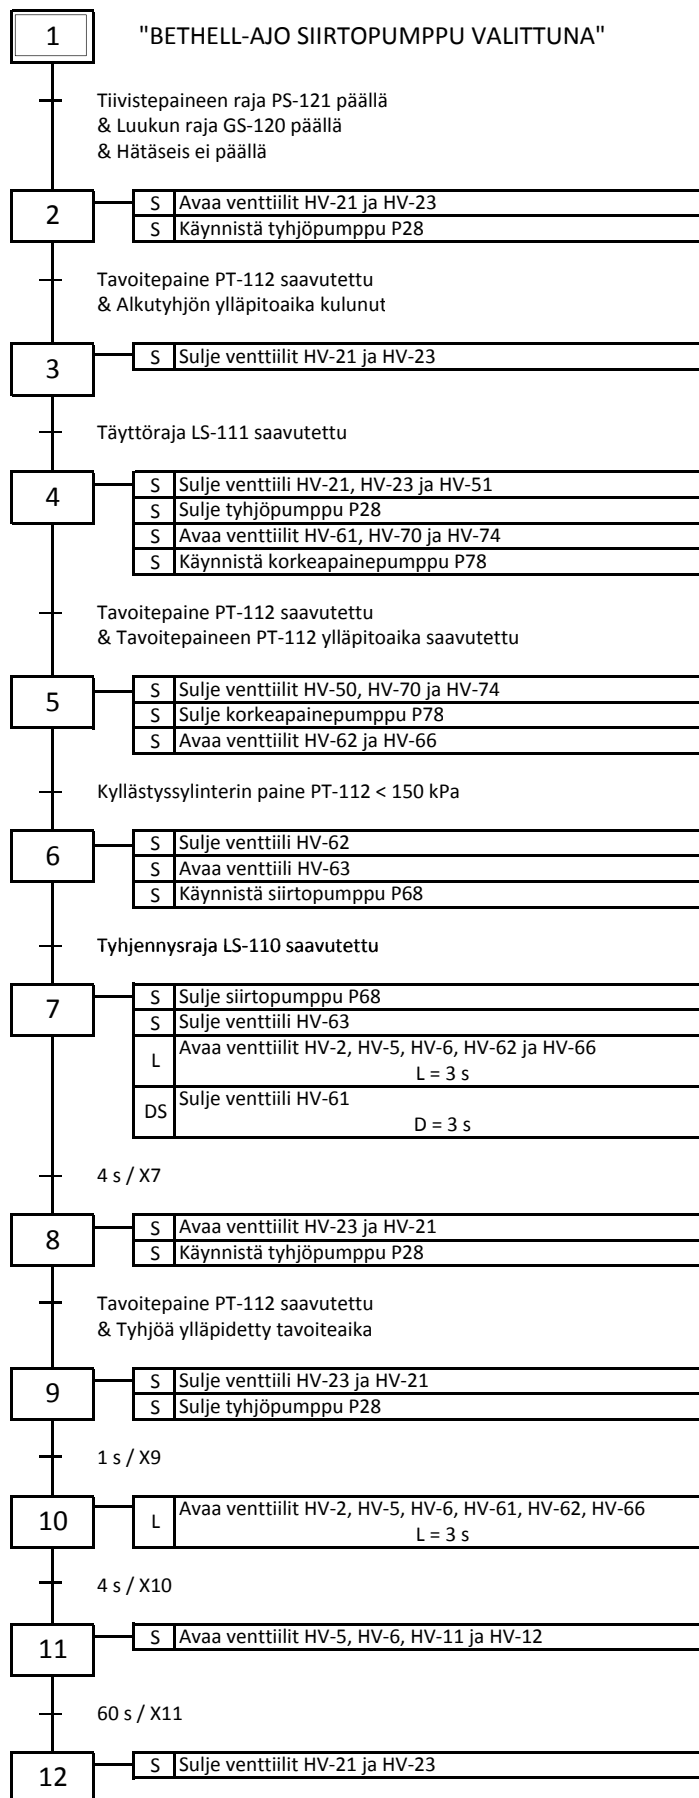 1
"BETHELL-AJO SIIRTOPUMPPU VALITTUNA"
Tiivistepaineen raja PS-121 päällä
& Luukun raja GS-120 päällä
& Hätäseis ei päällä
2
S Avaa venttiilit HV-21 ja HV-23
S Käynnistä tyhjöpumppu P28
Tavoitepaine PT-112 saavutettu
& Alkutyhjön ylläpitoaika kulunut
3
S Sulje venttiilit HV-21 ja HV-23
Täyttöraja LS-111 saavutettu
4
S Sulje venttiili HV-21, HV-23 ja HV-51
S Sulje tyhjöpumppu P28
S Avaa venttiilit HV-61, HV-70 ja HV-74
S Käynnistä korkeapainepumppu P78
Tavoitepaine PT-112 saavutettu
& Tavoitepaineen PT-112 ylläpitoaika saavutettu
5
S Sulje venttiilit HV-50, HV-70 ja HV-74
S Sulje korkeapainepumppu P78
S Avaa venttiilit HV-62 ja HV-66
Kyllästyssylinterin paine PT-112 < 150 kPa
6
S Sulje venttiili HV-62
S Avaa venttiili HV-63
S Käynnistä siirtopumppu P68
Tyhjennysraja LS-110 saavutettu
7
S Sulje siirtopumppu P68
S Sulje venttiili HV-63
L Avaa venttiilit HV-2, HV-5, HV-6, HV-62 ja HV-66
L = 3 s
DS Sulje venttiili HV-61
D = 3 s
4 s / X7
8
S Avaa venttiilit HV-23 ja HV-21
S Käynnistä tyhjöpumppu P28
Tavoitepaine PT-112 saavutettu
& Tyhjöä ylläpidetty tavoiteaika
9
S Sulje venttiili HV-23 ja HV-21
S Sulje tyhjöpumppu P28
1 s / X9
10
L Avaa venttiilit HV-2, HV-5, HV-6, HV-61, HV-62, HV-66
L = 3 s
4 s / X10
11
S Avaa venttiilit HV-5, HV-6, HV-11 ja HV-12
60 s / X11
12
S Sulje venttiilit HV-21 ja HV-23